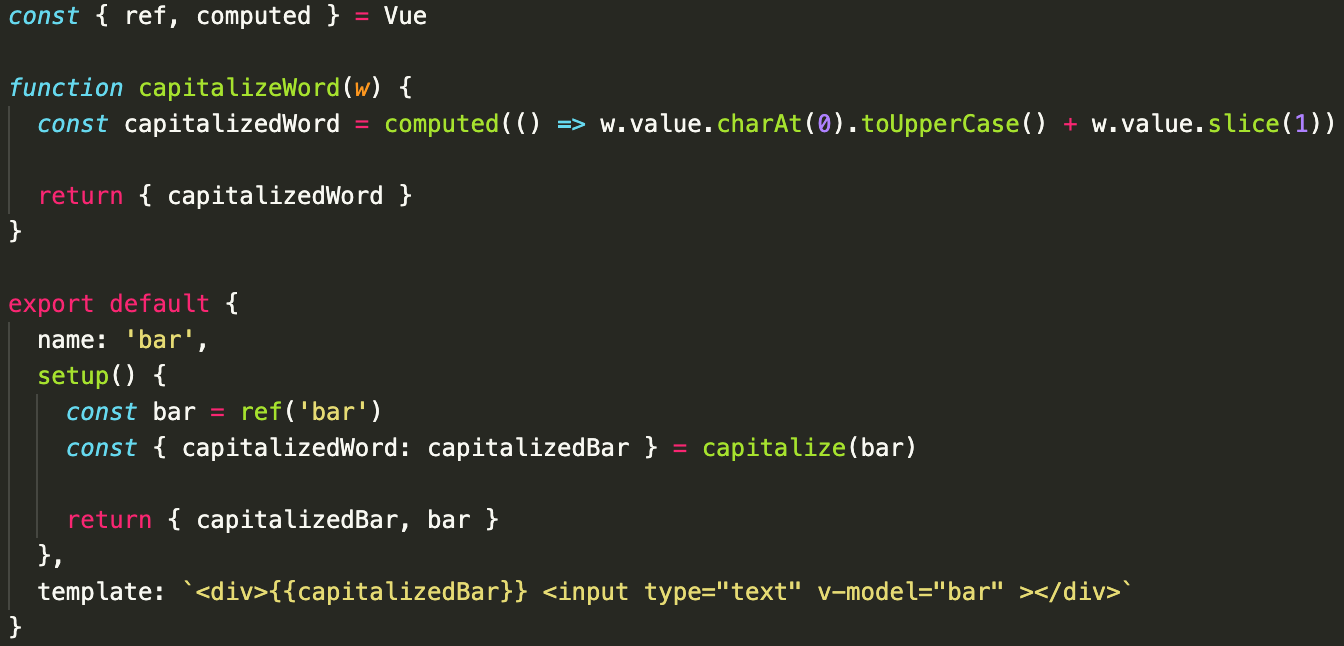 const { ref, computed } = Vue
function capitalizeWord(w) {
const capitalizedWord = computed(() => w.value.charAt(0).toUpperCase() + w.value.slice(1))
return { capitalizedWord }
}
export default {
name: 'bar',
setup() {
const bar = ref('bar')
const { capitalizedWord: capitalizedBar } = capitalize(bar)
return { capitalizedBar, bar }
},
template: `<div>{{capitalizedBar}} <input type="text" v-model="bar" ></div>`
}